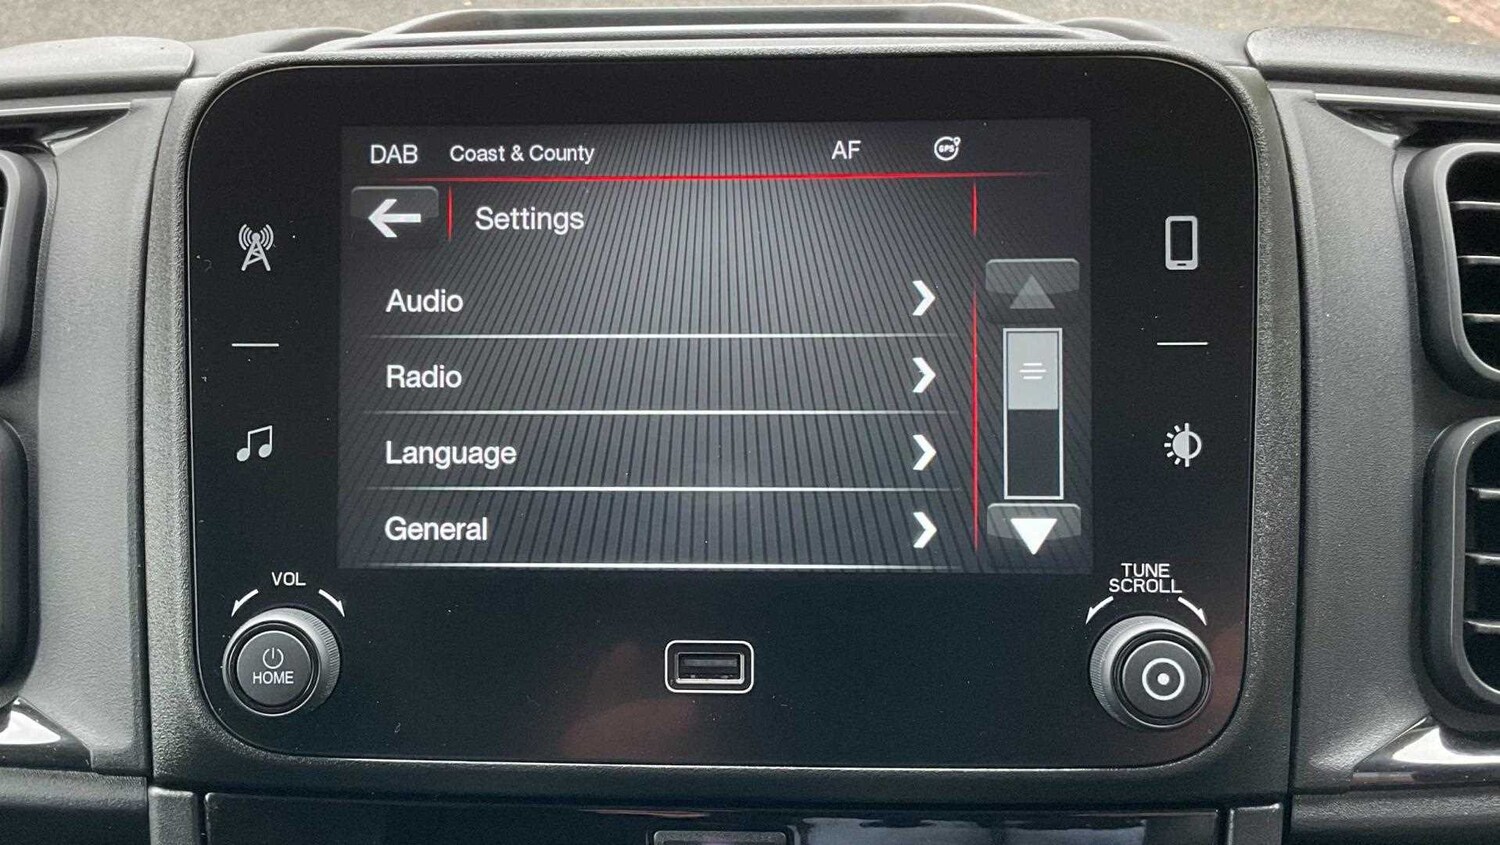 DAB Coast & County AF GPS
Settings
Audio
Radio
Language
General
VOL
HOME
TUNE
SCROLL